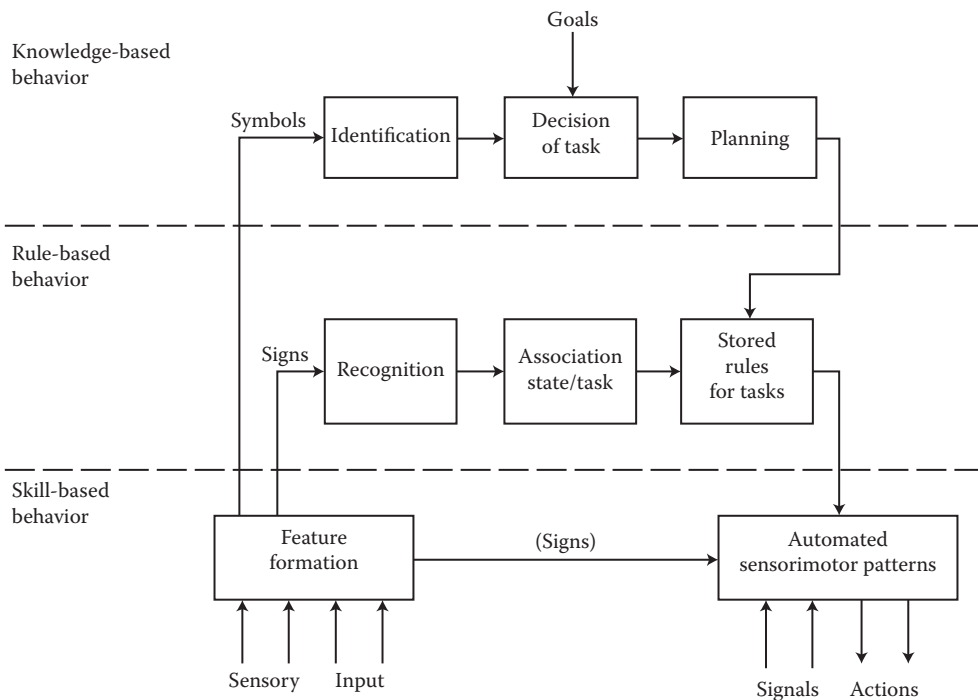 Goals
Knowledge-based
behavior
Symbols
Identification
Decision
of task
Planning
Rule-based
behavior
Signs
Recognition
Association
state/task
Stored
rules
for tasks
Skill-based
behavior
Feature
formation
(Signs)
Automated
sensorimotor patterns
Sensory
Input
Signals
Actions